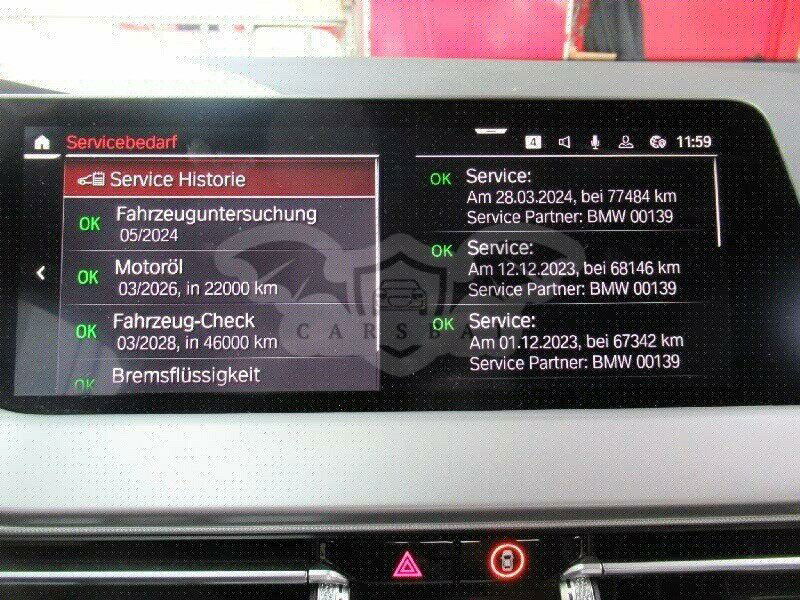 Servicebedarf
4
11:59
Service Historie
OK Fahrzeuguntersuchung
05/2024
OK Motoröl
03/2026, in 22000 km
OK Fahrzeug-Check
03/2028, in 46000 km
OK Bremsflüssigkeit
OK Service:
Am 28.03.2024, bei 77484 km
Service Partner: BMW 00139
OK Service:
Am 12.12.2023, bei 68146 km
Service Partner: BMW 00139
OK Service:
Am 01.12.2023, bei 67342 km
Service Partner: BMW 00139